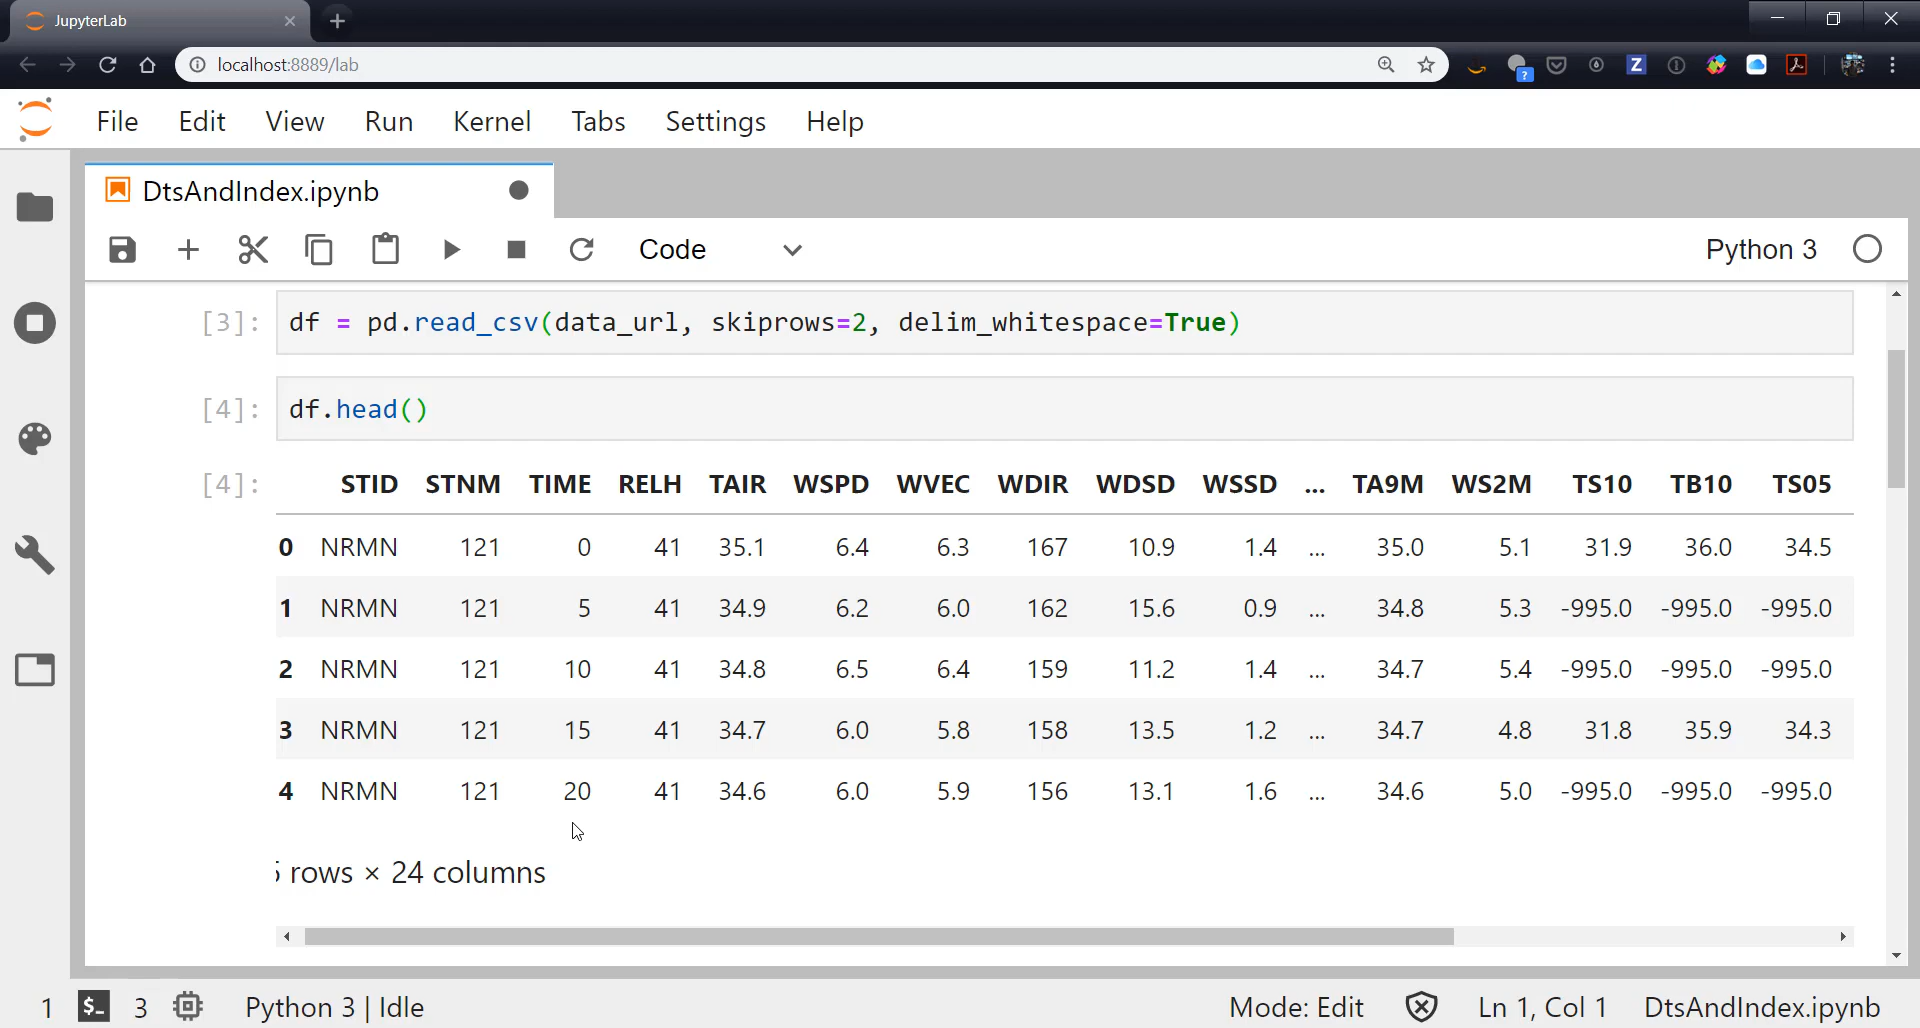 JupyterLab
localhost:8889/lab
File Edit View Run Kernel Tabs Settings Help
DtsAndIndex.ipynb
Code
Python 3
[3]: df = pd.read_csv(data_url, skiprows=2, delim_whitespace=True)
[4]: df.head()
[4]: STID STNM TIME RELH TAIR WSPD WVEC WDIR WDSD WSSD ... TA9M WS2M TS10 TB10 TS05
0 NRMN 121 0 41 35.1 6.4 6.3 167 10.9 1.4 ... 35.0 5.1 31.9 36.0 34.5
1 NRMN 121 5 41 34.9 6.2 6.0 162 15.6 0.9 ... 34.8 5.3 -995.0 -995.0 -995.0
2 NRMN 121 10 41 34.8 6.5 6.4 159 11.2 1.4 ... 34.7 5.4 -995.0 -995.0 -995.0
3 NRMN 121 15 41 34.7 6.0 5.8 158 13.5 1.2 ... 34.7 4.8 31.8 35.9 34.3
4 NRMN 121 20 41 34.6 6.0 5.9 156 13.1 1.6 ... 34.6 5.0 -995.0 -995.0 -995.0
5 rows × 24 columns
1 $_ 3 Python 3 | Idle Mode: Edit Ln 1, Col 1 DtsAndIndex.ipynb